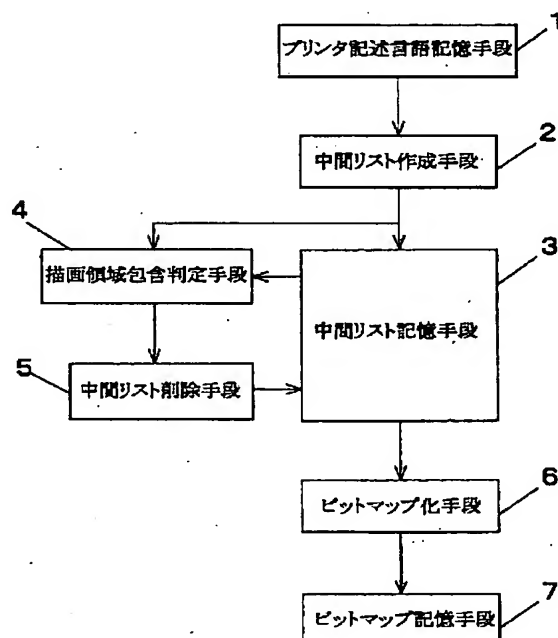 1
プリンタ記述言語記憶手段
2
中間リスト作成手段
4
描画領域包含判定手段
3
中間リスト記憶手段
5
中間リスト削除手段
6
ビットマップ化手段
7
ビットマップ記憶手段